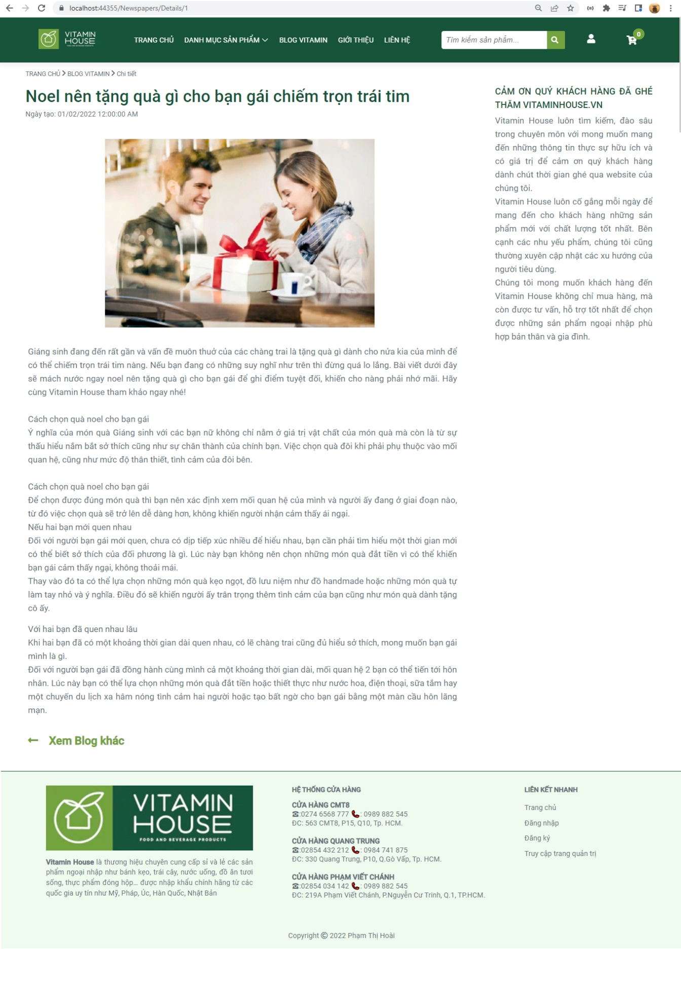 localhost:44355/Newspapers/Details/1
VITAMIN
HOUSE
TRANG CHỦ
DANH MỤC SẢN PHẨM
BLOG VITAMIN
GIỚI THIỆU
LIÊN HỆ
Tìm kiếm sản phẩm...
0
TRANG CHỦ > BLOG VITAMIN > Chi tiết
Noel nên tặng quà gì cho bạn gái chiếm trọn trái tim
Ngày tạo: 01/02/2022 12:00:00 AM
Giáng sinh đang đến rất gần và vấn đề muôn thuở của các chàng trai là tặng quà gì dành cho nửa kia của mình để
có thể chiếm trọn trái tim nàng. Nếu bạn đang có những suy nghĩ như trên thì đừng quá lo lắng. Bài viết dưới đây
sẽ mách nước ngay noel nên tặng quà gì cho bạn gái để ghi điểm tuyệt đối, khiến cho nàng phải nhớ mãi. Hãy
cùng Vitamin House tham khảo ngay nhé!
Cách chọn quà noel cho bạn gái
Ý nghĩa của món quà Giáng sinh với các bạn nữ không chỉ nằm ở giá trị vật chất của món quà mà còn là từ sự
thấu hiểu nắm bắt sở thích cũng như sự chân thành của chính bạn. Việc chọn quà đôi khi phải phụ thuộc vào mối
quan hệ, cũng như mức độ thân thiết, tình cảm của đôi bên.
Cách chọn quà noel cho bạn gái
Để chọn được đúng món quà thì bạn nên xác định xem mối quan hệ của mình và người ấy đang ở giai đoạn nào,
từ đó việc chọn quà sẽ trở lên dễ dàng hơn, không khiến người nhận cảm thấy ái ngại.
Nếu hai bạn mới quen nhau
Đối với người bạn gái mới quen, chưa có dịp tiếp xúc nhiều để hiểu nhau, bạn cần phải tìm hiểu một thời gian mới
có thể biết sở thích của đối phương là gì. Lúc này bạn không nên chọn những món quà đắt tiền vì có thể khiến
bạn gái cảm thấy ngại, không thoải mái.
Thay vào đó ta có thể lựa chọn những món quà kẹo ngọt, đồ lưu niệm như đồ handmade hoặc những món quà tự
làm tay nhỏ và ý nghĩa. Điều đó sẽ khiến người ấy trân trọng thêm tình cảm của bạn cũng như món quà dành tặng
cô ấy.
Với hai bạn đã quen nhau lâu
Khi hai bạn đã có một khoảng thời gian dài quen nhau, có lẽ chàng trai cũng đủ hiểu sở thích, mong muốn bạn gái
mình là gì.
Đối với người bạn gái đã đồng hành cùng mình cả một khoảng thời gian dài, mối quan hệ 2 bạn có thể tiến tới hôn
nhân. Lúc này bạn có thể lựa chọn những món quà đắt tiền hoặc thiết thực như nước hoa, điện thoại, sữa tắm hay
một chuyến du lịch xa hâm nóng tình cảm hai người hoặc tạo bất ngờ cho bạn gái bằng một màn cầu hôn lãng
mạn.
Xem Blog khác
CẢM ƠN QUÝ KHÁCH HÀNG ĐÃ GHÉ
THĂM VITAMINHOUSE.VN
Vitamin House luôn tìm kiếm, đào sâu
trong chuyên môn với mong muốn mang
đến những thông tin thực sự hữu ích và
có giá trị để cảm ơn quý khách hàng
dành chút thời gian ghé qua website của
chúng tôi.
Vitamin House luôn cố gắng mỗi ngày để
mang đến cho khách hàng những sản
phẩm mới với chất lượng tốt nhất. Bên
cạnh các nhu yếu phẩm, chúng tôi cũng
thường xuyên cập nhật các xu hướng của
người tiêu dùng.
Chúng tôi mong muốn khách hàng đến
Vitamin House không chỉ mua hàng, mà
còn được tư vấn, hỗ trợ tốt nhất để chọn
được những sản phẩm ngoại nhập phù
hợp bản thân và gia đình.
VITAMIN
HOUSE
FOOD AND BEVERAGE PRODUCTS
Vitamin House là thương hiệu chuyên cung cấp sỉ và lẻ các sản
phẩm ngoại nhập như bánh kẹo, trái cây, nước uống, đồ ăn tươi
sống, thực phẩm đóng hộp... được nhập khẩu chính hãng từ các
quốc gia uy tín như Mỹ, Pháp, Úc, Hàn Quốc, Nhật Bản
HỆ THỐNG CỬA HÀNG
CỬA HÀNG CMT8
☎:0274 6568 777 📞: 0989 882 545
ĐC: 563 CMT8, P15, Q10, Tp. HCM.
CỬA HÀNG QUANG TRUNG
☎:02854 432 212 📞: 0984 741 875
ĐC: 330 Quang Trung, P10, Q.Gò Vấp, Tp. HCM.
CỬA HÀNG PHẠM VIẾT CHÁNH
☎:02854 034 142 📞: 0989 882 545
ĐC: 219A Phạm Viết Chánh, P.Nguyễn Cư Trinh, Q.1, TP.HCM.
LIÊN KẾT NHANH
Trang chủ
Đăng nhập
Đăng ký
Truy cập trang quản trị
Copyright © 2022 Phạm Thị Hoài